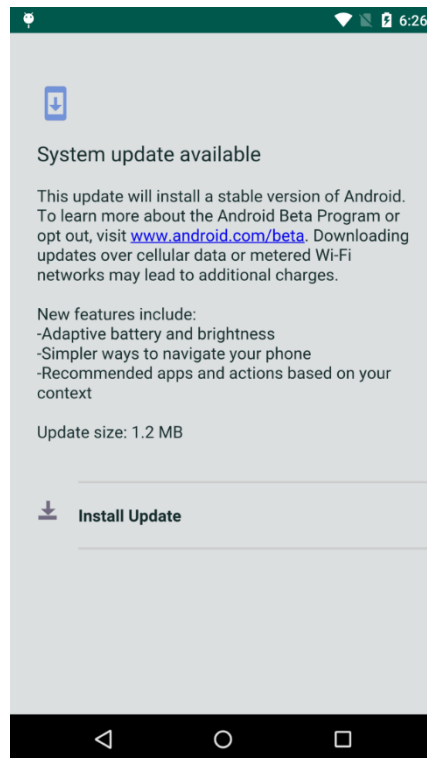 6:26
System update available
This update will install a stable version of Android.
To learn more about the Android Beta Program or
opt out, visit www.android.com/beta. Downloading
updates over cellular data or metered Wi-Fi
networks may lead to additional charges.
New features include:
-Adaptive battery and brightness
-Simpler ways to navigate your phone
-Recommended apps and actions based on your
context
Update size: 1.2 MB
Install Update